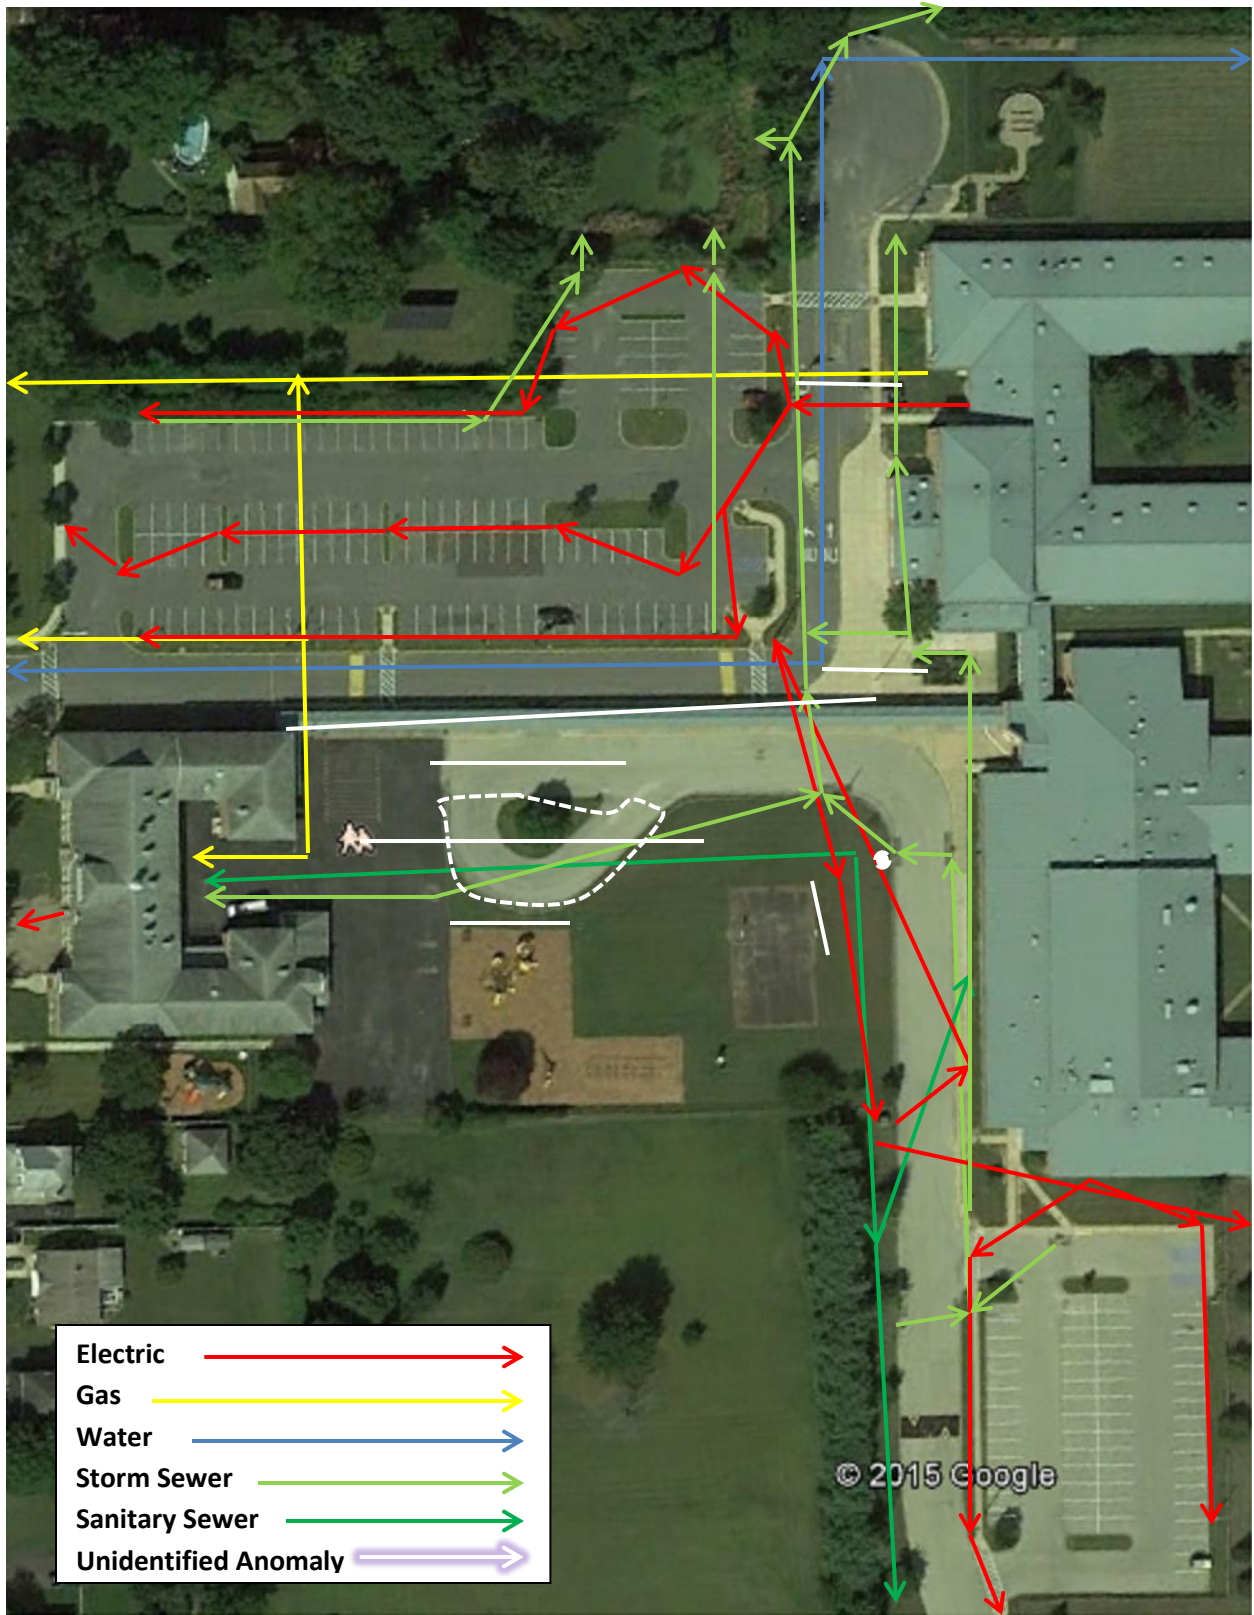 Electric
Gas
Water
Storm Sewer
Sanitary Sewer
Unidentified Anomaly
© 2015 Google